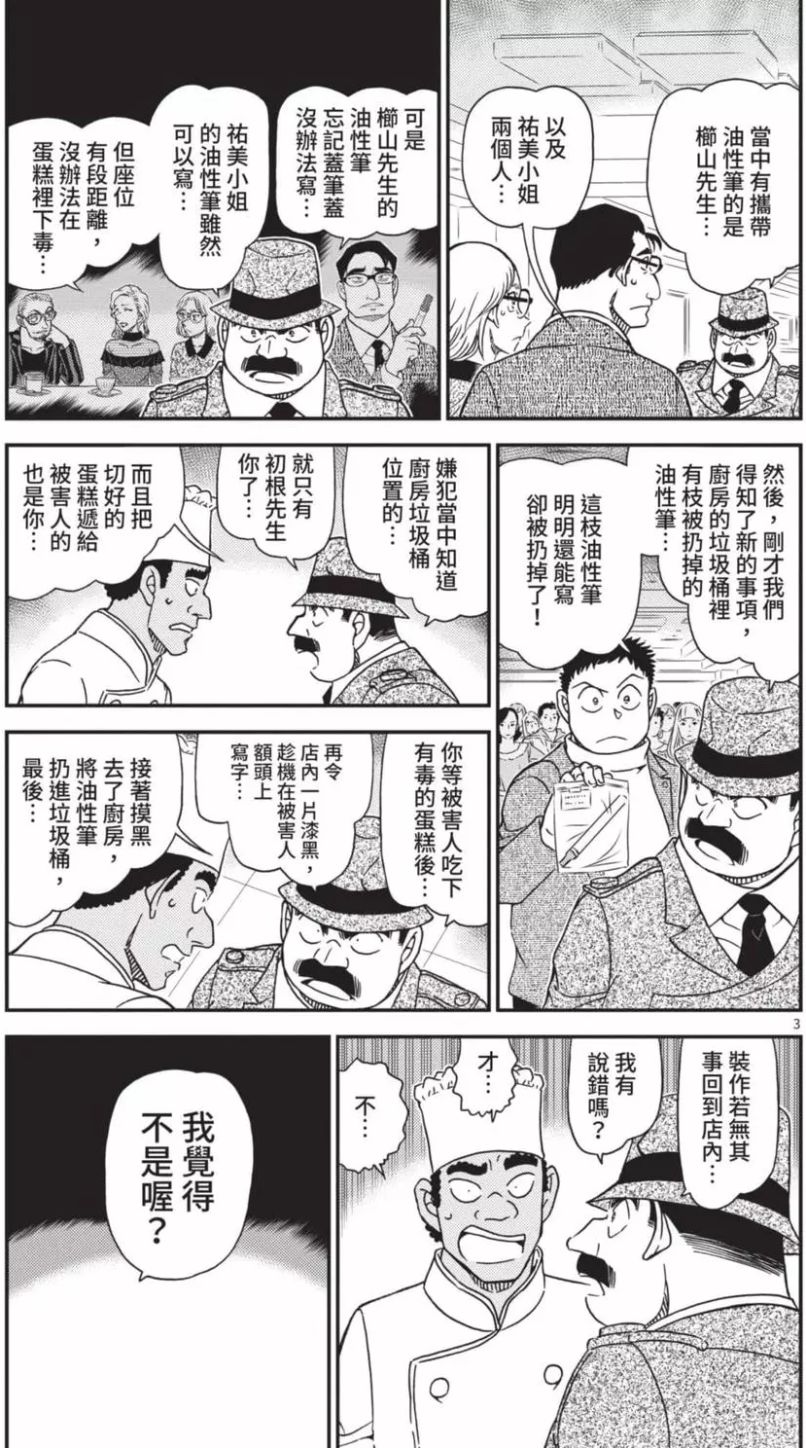 當中有攜帶
油性筆的是
櫛山先生…
以及
祐美小姐
兩個人…
可是
櫛山先生的
油性筆
忘記蓋筆蓋
沒辦法寫…
祐美小姐
的油性筆雖然
可以寫…
但座位
有段距離，
沒辦法在
蛋糕裡下毒…
然後，剛才我們
得知了新的事項，
廚房的垃圾桶裡
有枝被扔掉的
油性筆…
這枝油性筆
明明還能寫
卻被扔掉了！
嫌犯當中知道
廚房垃圾桶
位置的…
就只有
初根先生
你了…
而且把
切好的
蛋糕遞給
被害人的
也是你…
你等被害人吃下
有毒的蛋糕後…
再令
店內一片漆黑，
趁機在被害人
額頭上
寫字…
接著摸黑
去了廚房，
將油性筆
扔進垃圾桶，
最後…
3
裝作若無其
事回到店內…
我有
說錯嗎？
才…
不…
我覺得
不是喔？